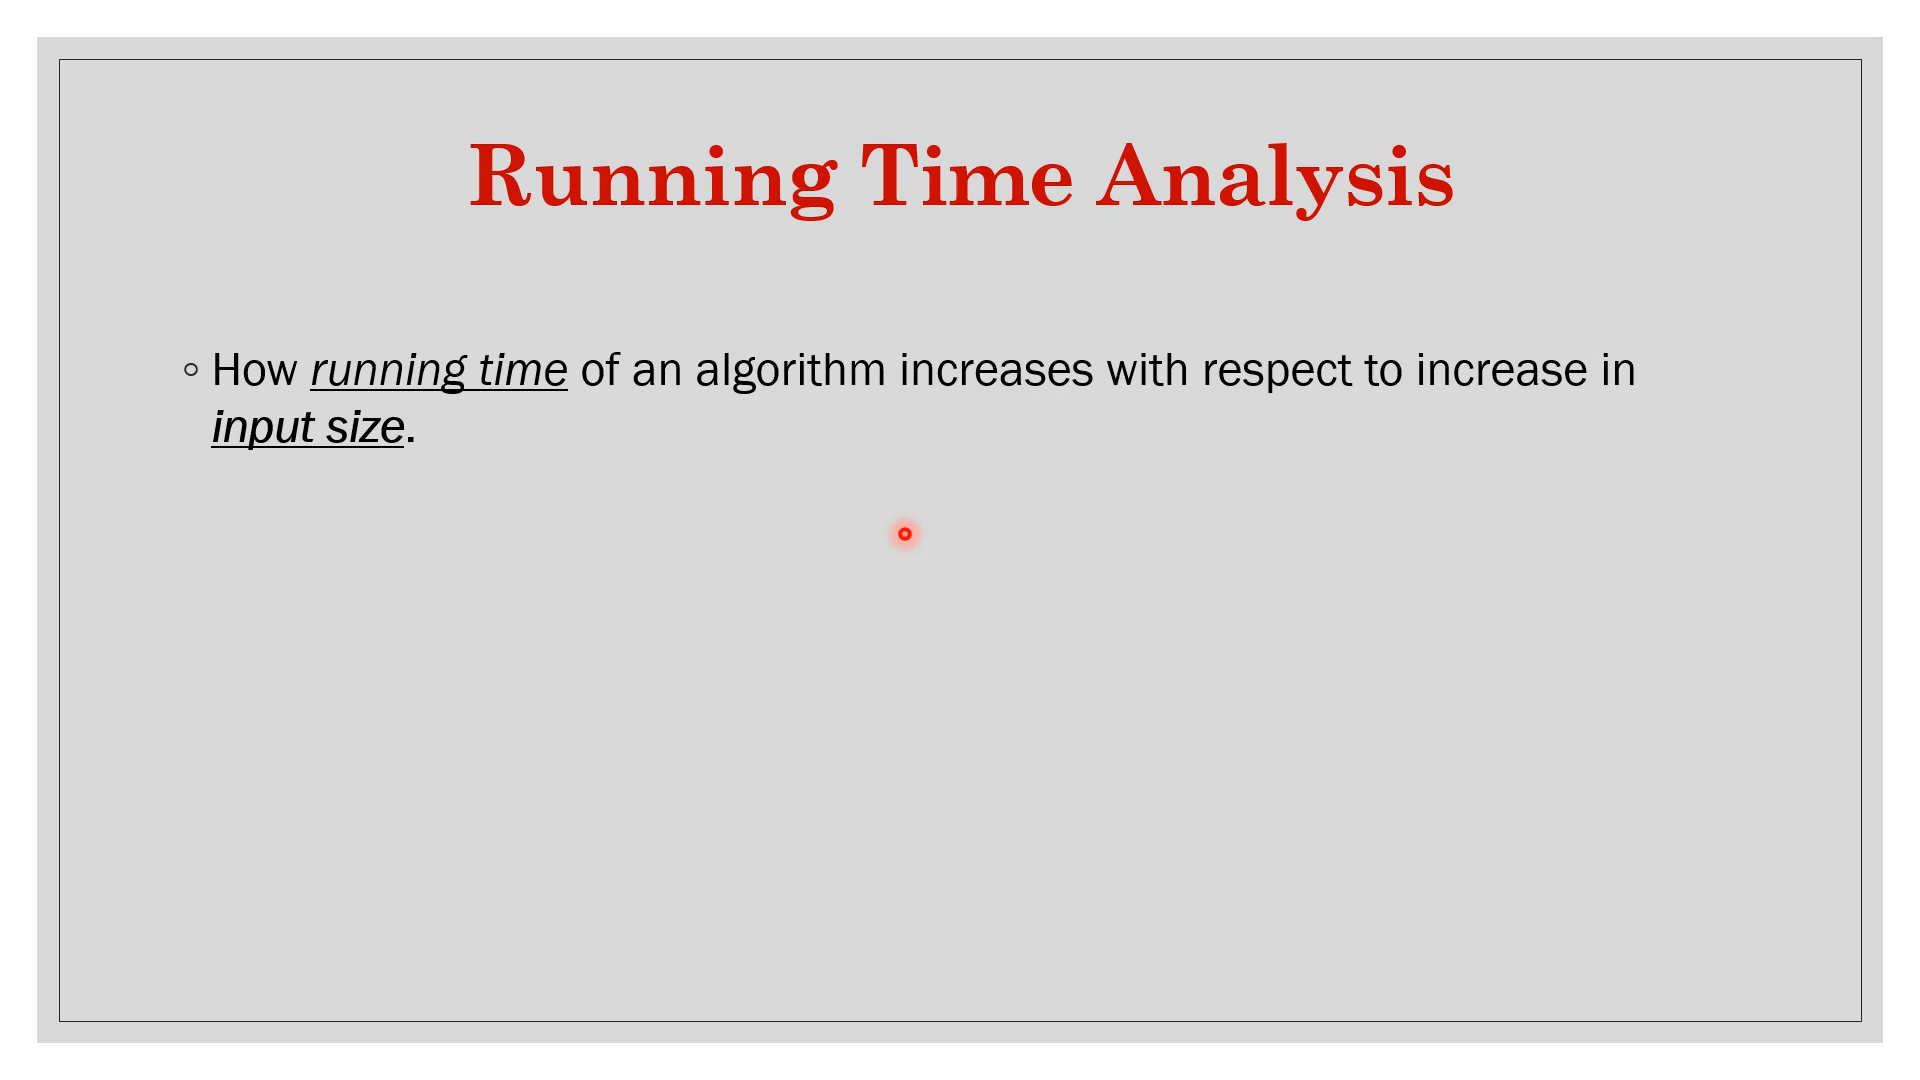 Running Time Analysis
◦ How running time of an algorithm increases with respect to increase in
input size.